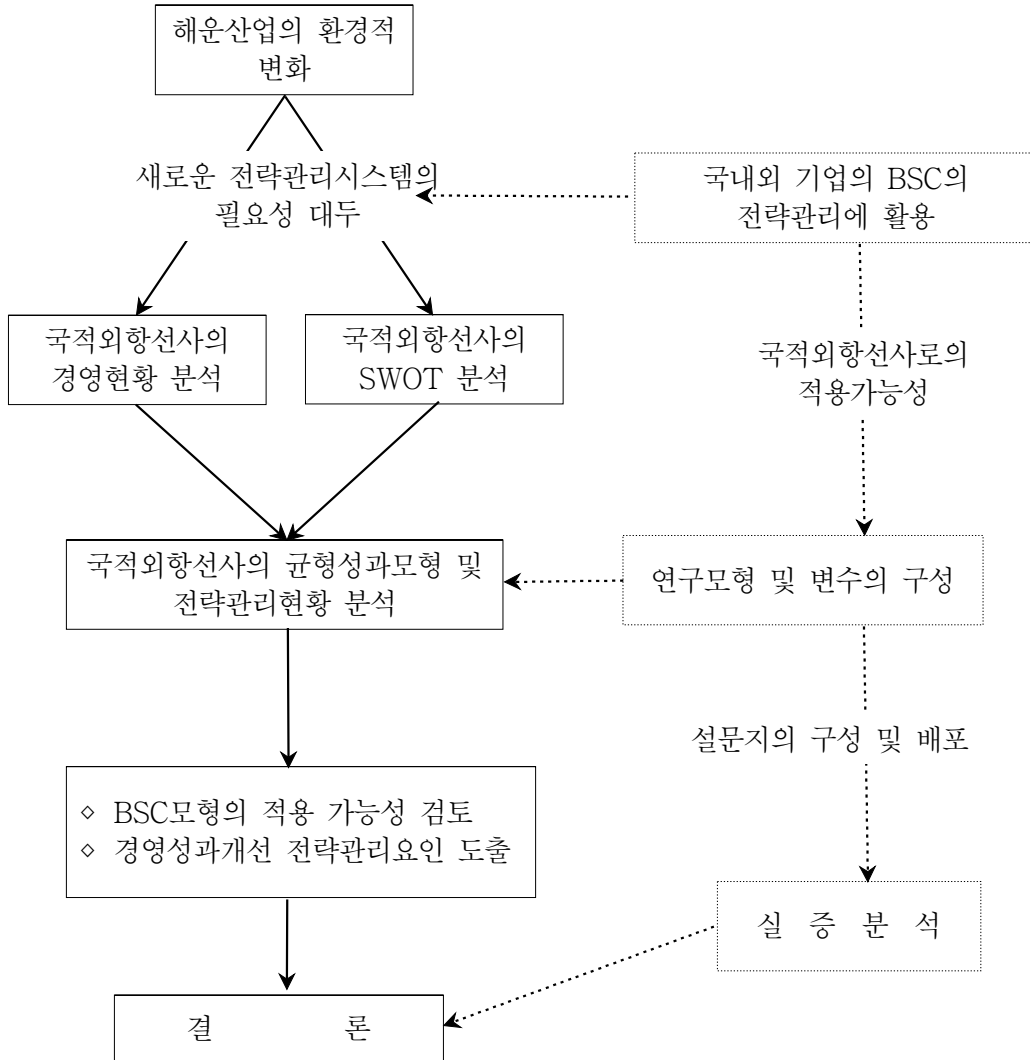 해운산업의 환경적
변화
새로운 전략관리시스템의
필요성 대두
국내외 기업의 BSC의
전략관리에 활용
국적외항선사의
경영현황 분석
국적외항선사의
SWOT 분석
국적외항선사로의
적용가능성
국적외항선사의 균형성과모형 및
전략관리현황 분석
연구모형 및 변수의 구성
설문지의 구성 및 배포
◇ BSC모형의 적용 가능성 검토
◇ 경영성과개선 전략관리요인 도출
실 증 분 석
결 론